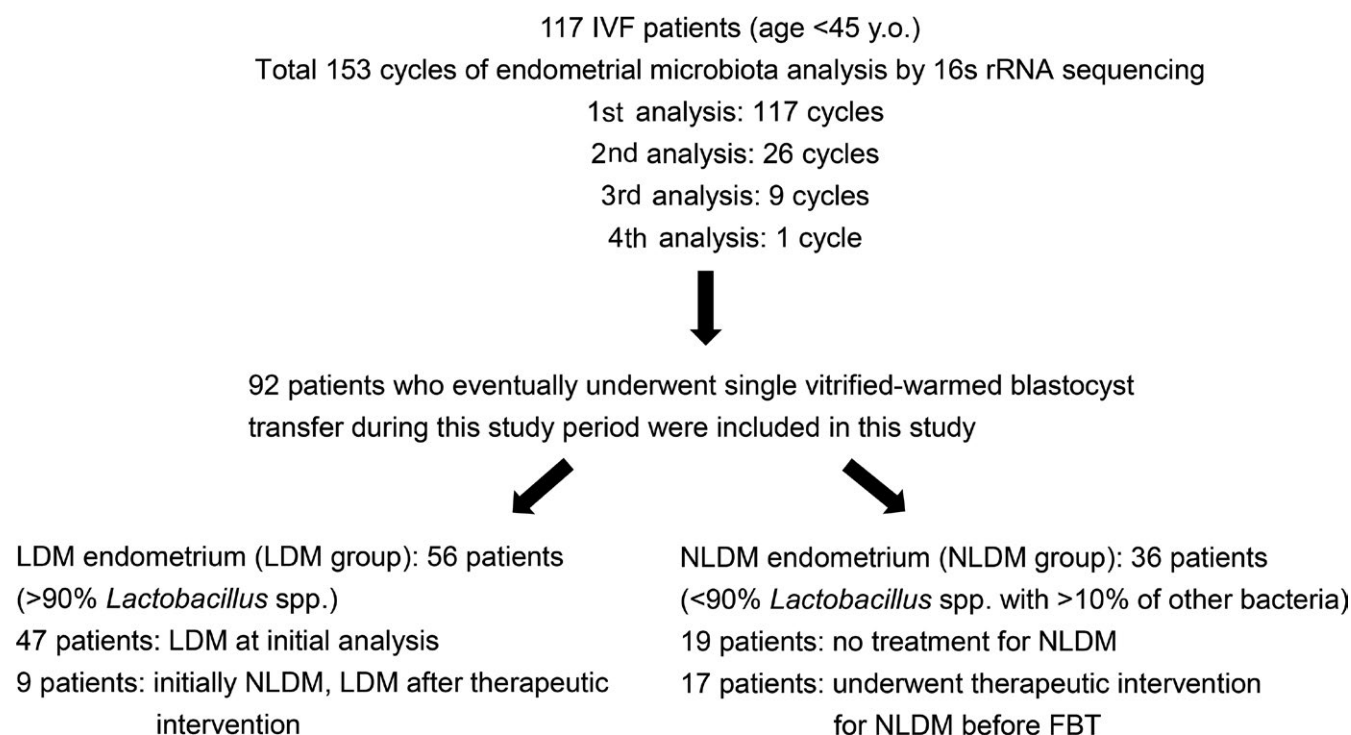 117 IVF patients (age <45 y.o.)
Total 153 cycles of endometrial microbiota analysis by 16s rRNA sequencing
1st analysis: 117 cycles
2nd analysis: 26 cycles
3rd analysis: 9 cycles
4th analysis: 1 cycle
92 patients who eventually underwent single vitrified-warmed blastocyst
transfer during this study period were included in this study
LDM endometrium (LDM group): 56 patients
(>90% Lactobacillus spp.)
47 patients: LDM at initial analysis
9 patients: initially NLDM, LDM after therapeutic
intervention
NLDM endometrium (NLDM group): 36 patients
(<90% Lactobacillus spp. with >10% of other bacteria)
19 patients: no treatment for NLDM
17 patients: underwent therapeutic intervention
for NLDM before FBT